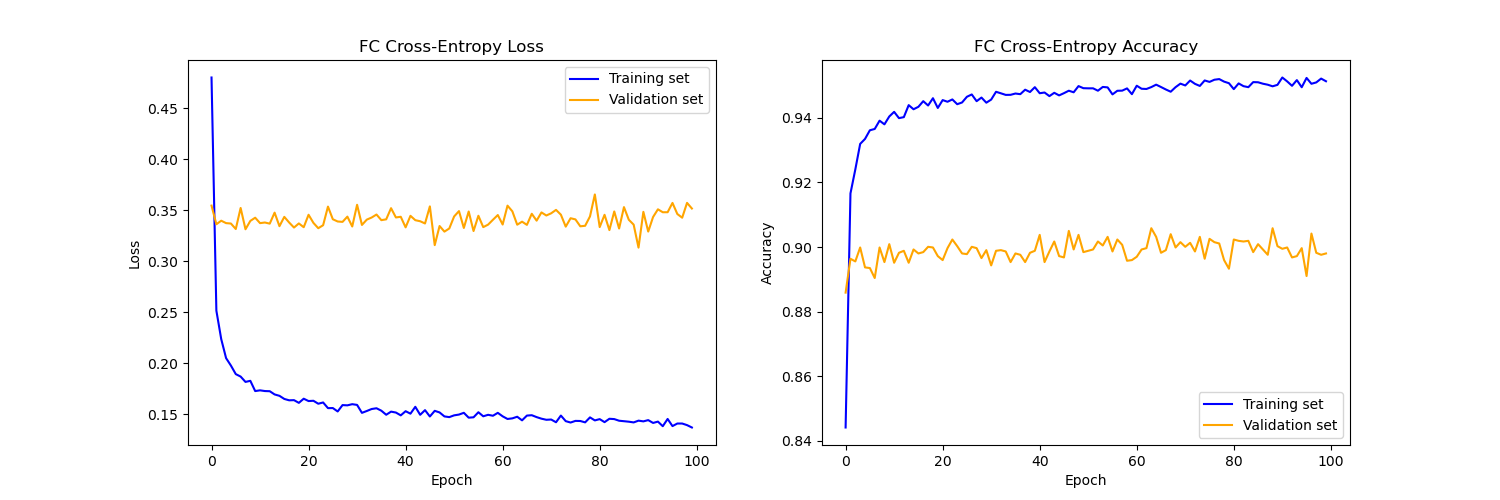 FC Cross-Entropy Loss
Loss
0.45
0.40
0.35
0.30
0.25
0.20
0.15
0
20
40
60
80
100
Epoch
Training set
Validation set
FC Cross-Entropy Accuracy
Accuracy
0.94
0.92
0.90
0.88
0.86
0.84
0
20
40
60
80
100
Epoch
Training set
Validation set